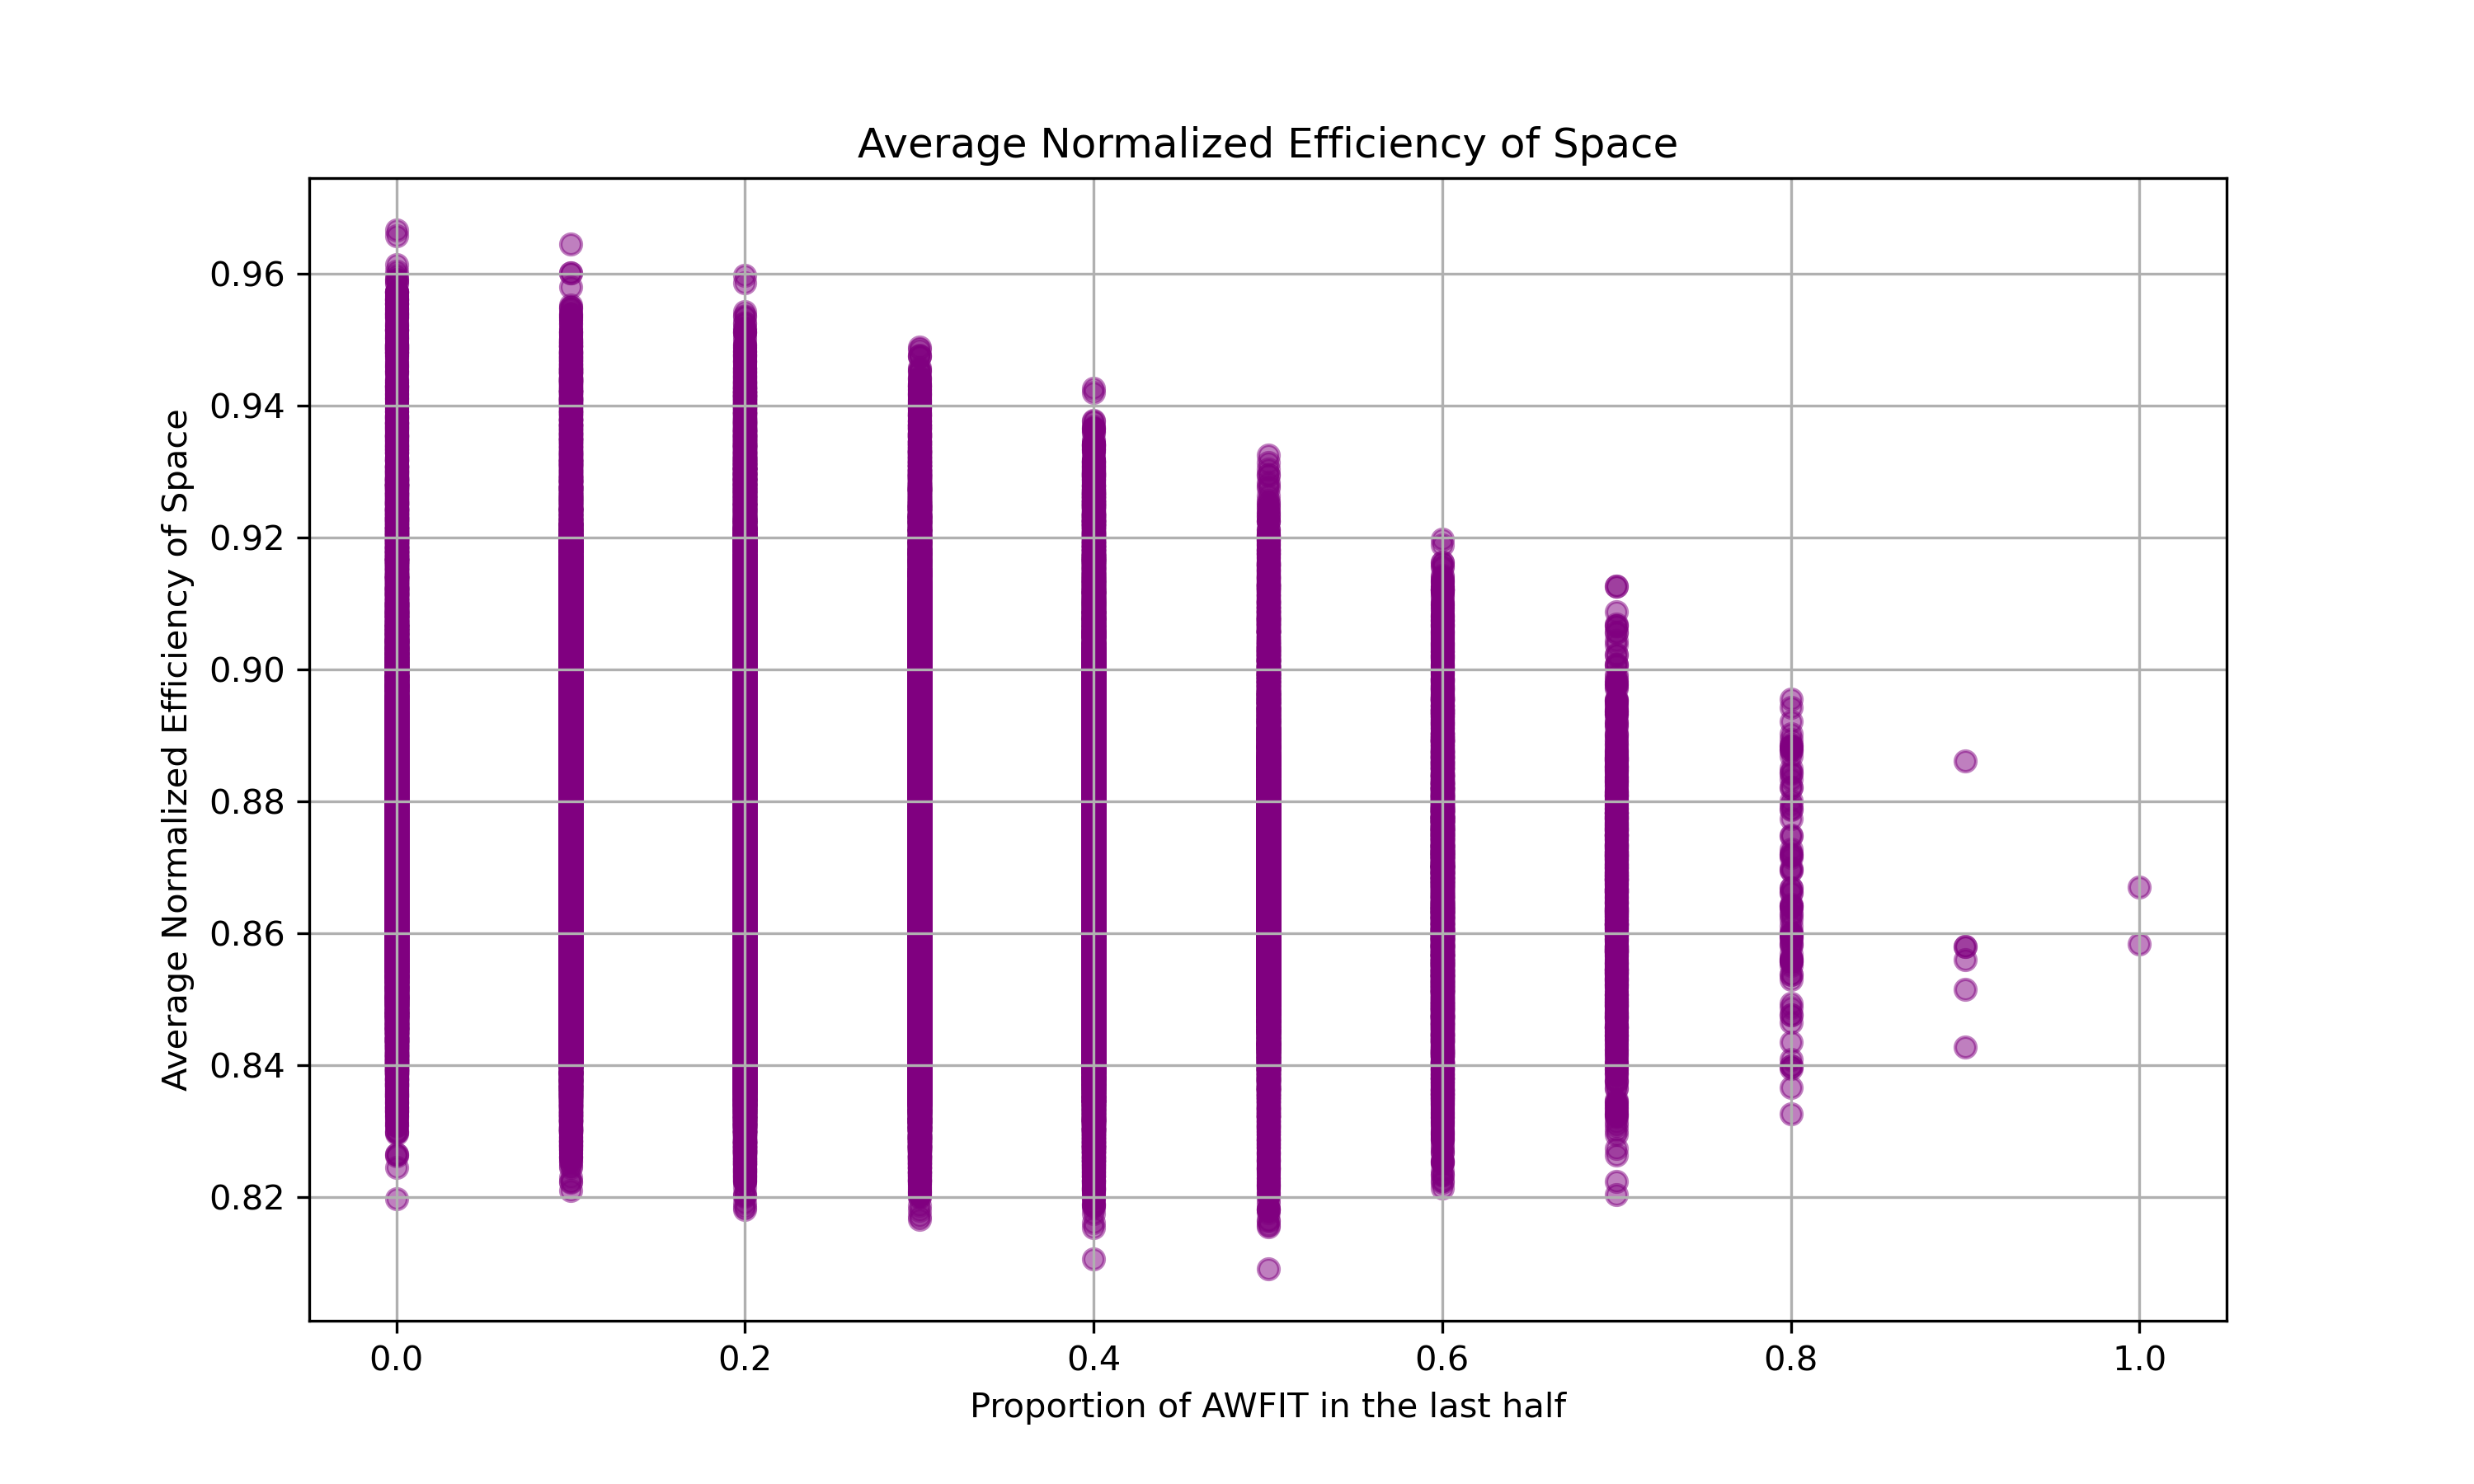 Average Normalized Efficiency of Space
Average Normalized Efficiency of Space
0.96
0.94
0.92
0.90
0.88
0.86
0.84
0.82
0.0 0.2 0.4 0.6 0.8 1.0
Proportion of AWFIT in the last half